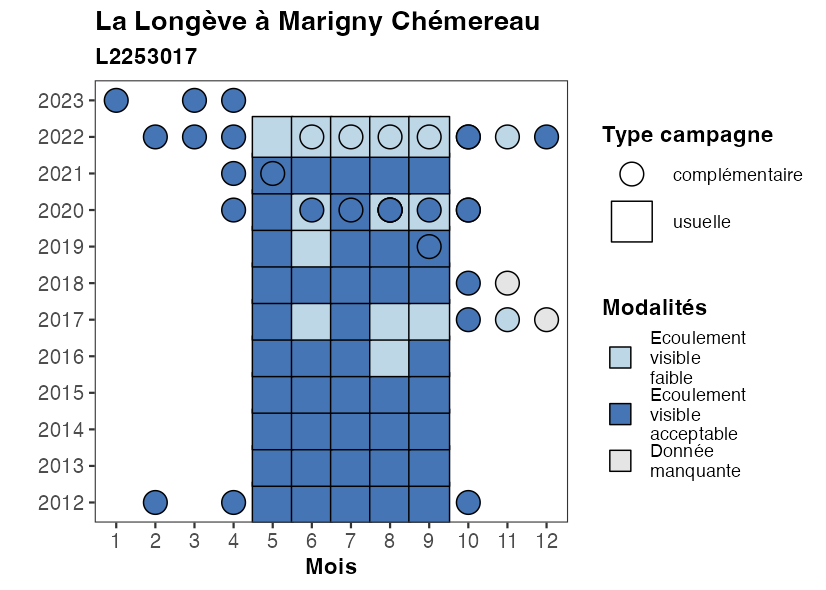 La Longève à Marigny Chémereau
L2253017
2023
2022
2021
2020
2019
2018
2017
2016
2015
2014
2013
2012
1 2 3 4 5 6 7 8 9 10 11 12
Mois
Type campagne
complémentaire
usuelle
Modalités
Ecoulement
visible
faible
Ecoulement
visible
acceptable
Donnée
manquante